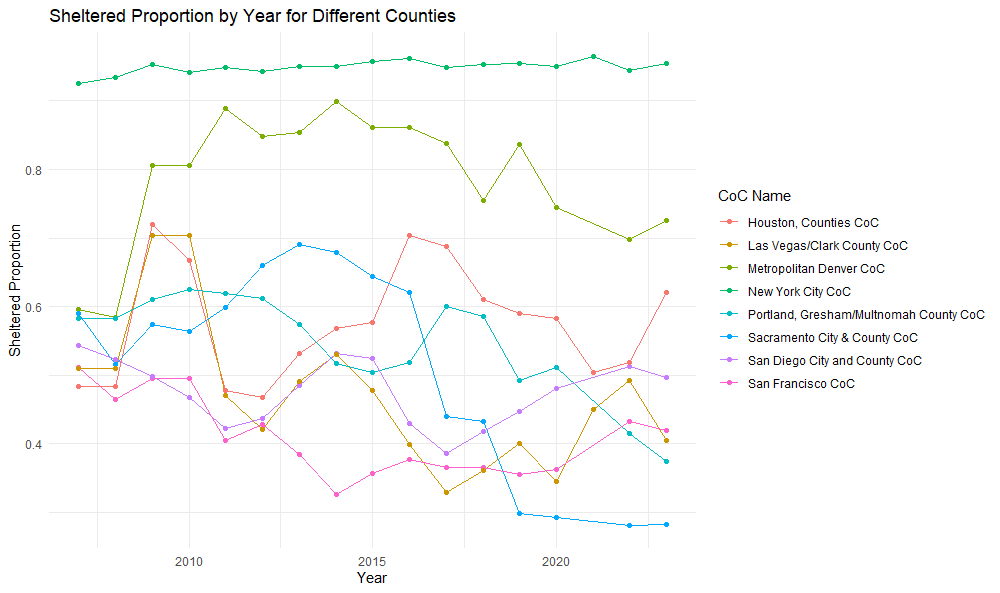 Sheltered Proportion by Year for Different Counties
Sheltered Proportion
0.8
0.6
0.4
2010
2015
2020
Year
CoC Name
Houston, Counties CoC
Las Vegas/Clark County CoC
Metropolitan Denver CoC
New York City CoC
Portland, Gresham/Multnomah County CoC
Sacramento City & County CoC
San Diego City and County CoC
San Francisco CoC